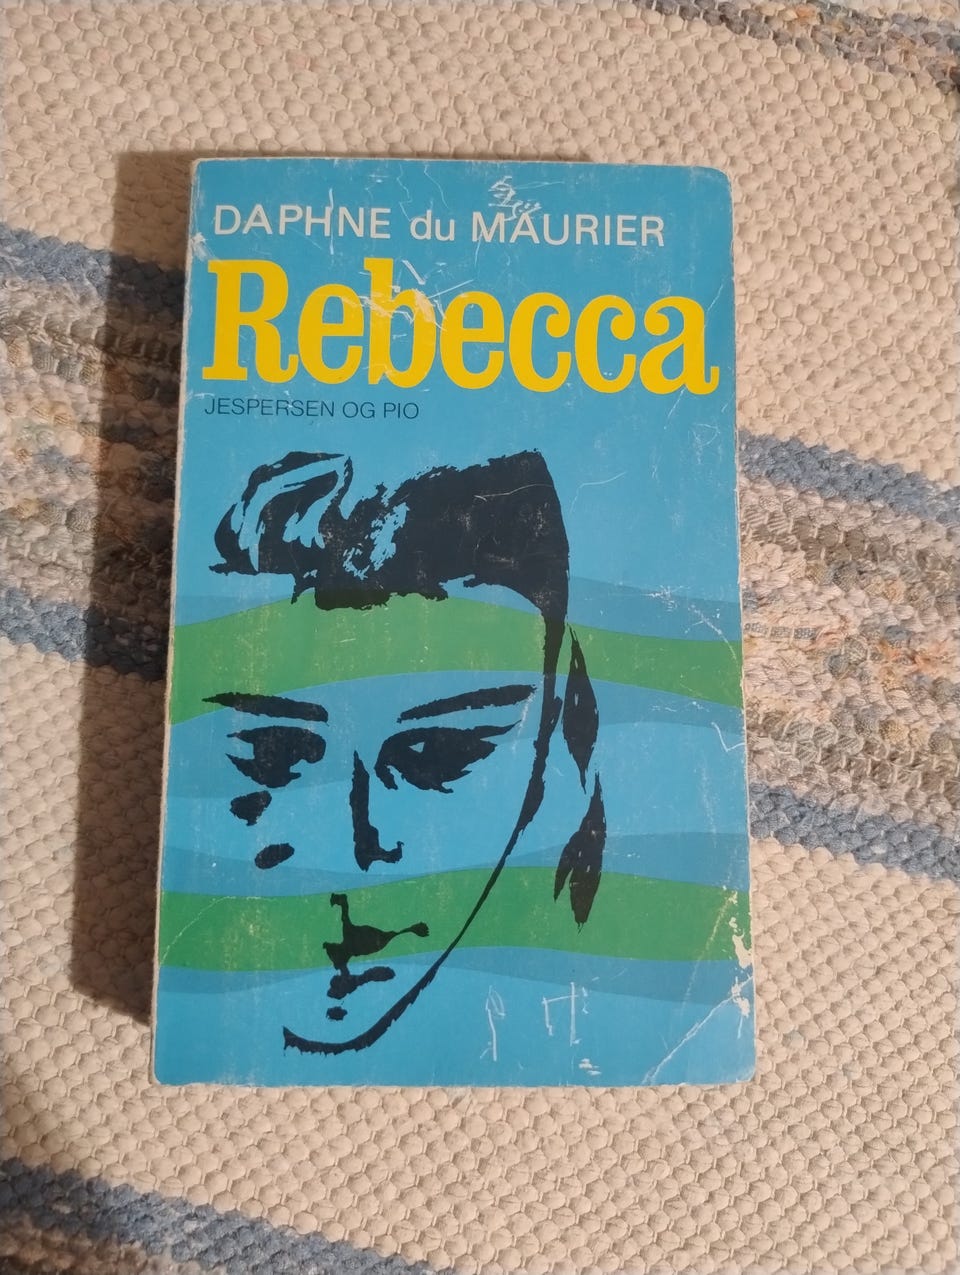 DAPHNE du MAURIER
Rebecca
JESPERSEN OG PIO